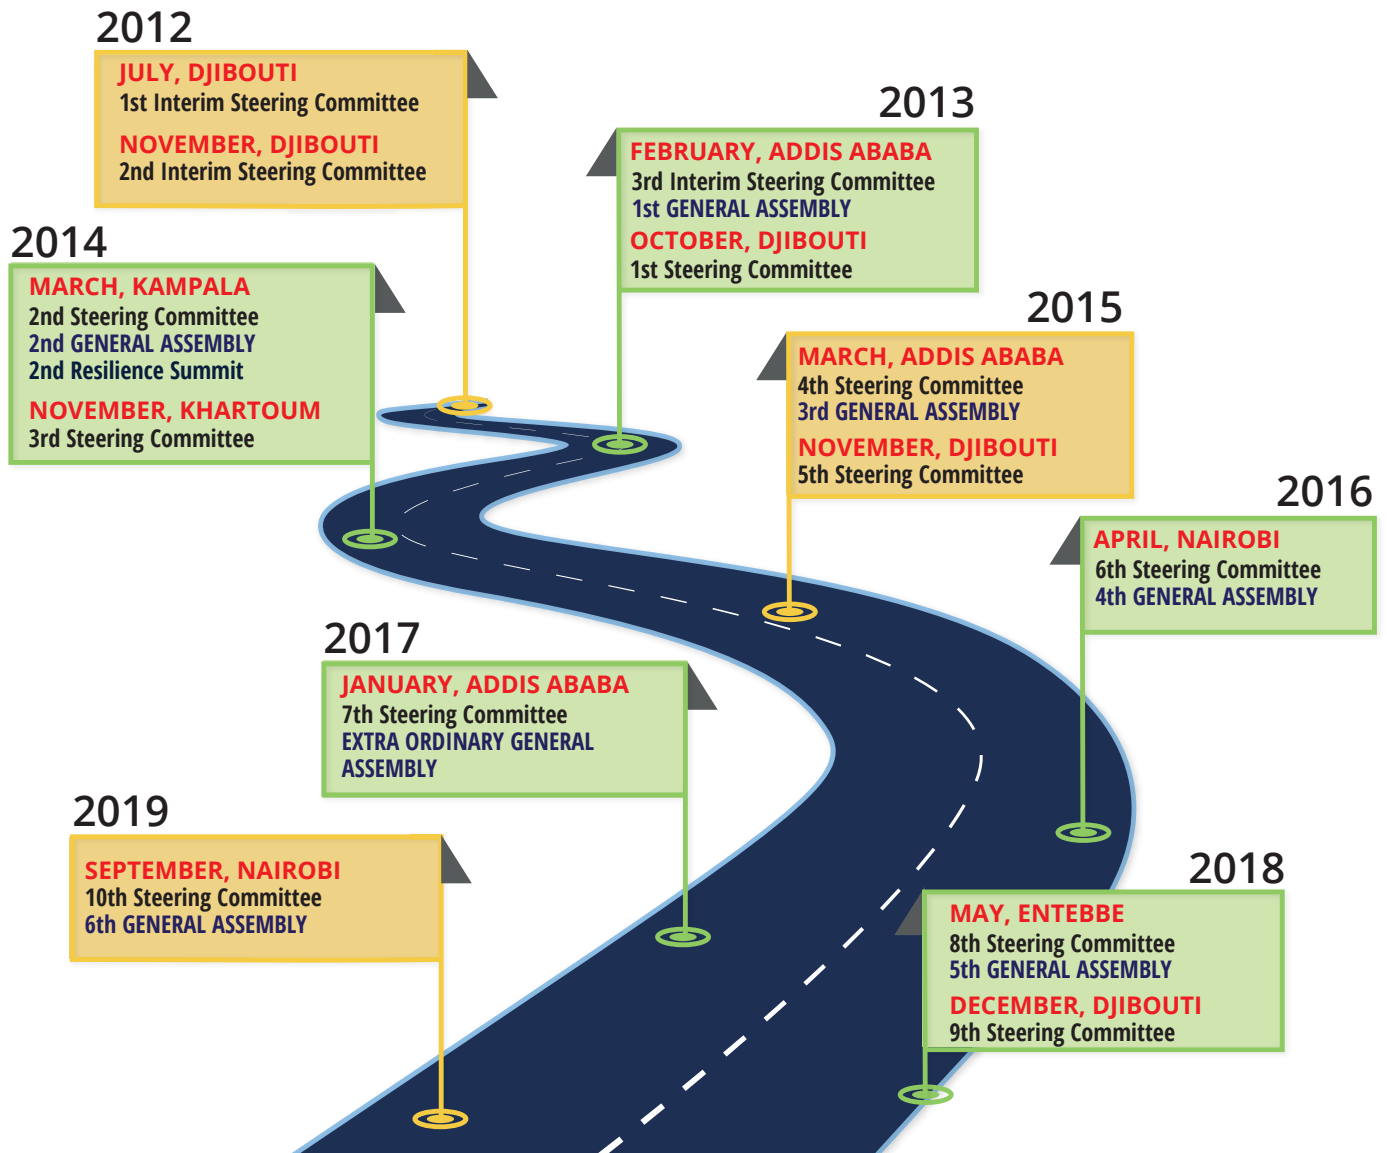 2012
JULY, DJIBOUTI
1st Interim Steering Committee
NOVEMBER, DJIBOUTI
2nd Interim Steering Committee
2013
FEBRUARY, ADDIS ABABA
3rd Interim Steering Committee
1st GENERAL ASSEMBLY
OCTOBER, DJIBOUTI
1st Steering Committee
2014
MARCH, KAMPALA
2nd Steering Committee
2nd GENERAL ASSEMBLY
2nd Resilience Summit
NOVEMBER, KHARTOUM
3rd Steering Committee
2015
MARCH, ADDIS ABABA
4th Steering Committee
3rd GENERAL ASSEMBLY
NOVEMBER, DJIBOUTI
5th Steering Committee
2016
APRIL, NAIROBI
6th Steering Committee
4th GENERAL ASSEMBLY
2017
JANUARY, ADDIS ABABA
7th Steering Committee
EXTRA ORDINARY GENERAL
ASSEMBLY
2018
MAY, ENTEBBE
8th Steering Committee
5th GENERAL ASSEMBLY
DECEMBER, DJIBOUTI
9th Steering Committee
2019
SEPTEMBER, NAIROBI
10th Steering Committee
6th GENERAL ASSEMBLY